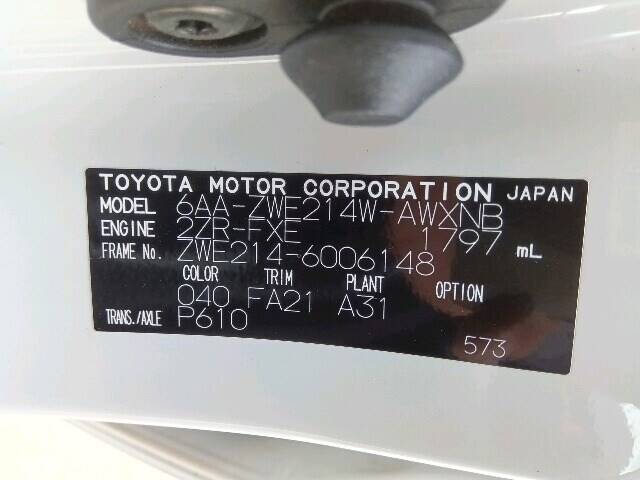 TOYOTA MOTOR CORPORATION JAPAN
MODEL 6AA-ZWE214W-AWXNB
ENGINE 2ZR-FXE 1797 mL
FRAME No. ZWE214-6006148
COLOR TRIM PLANT OPTION
040 FA21 A31
TRANS./AXLE P610
573